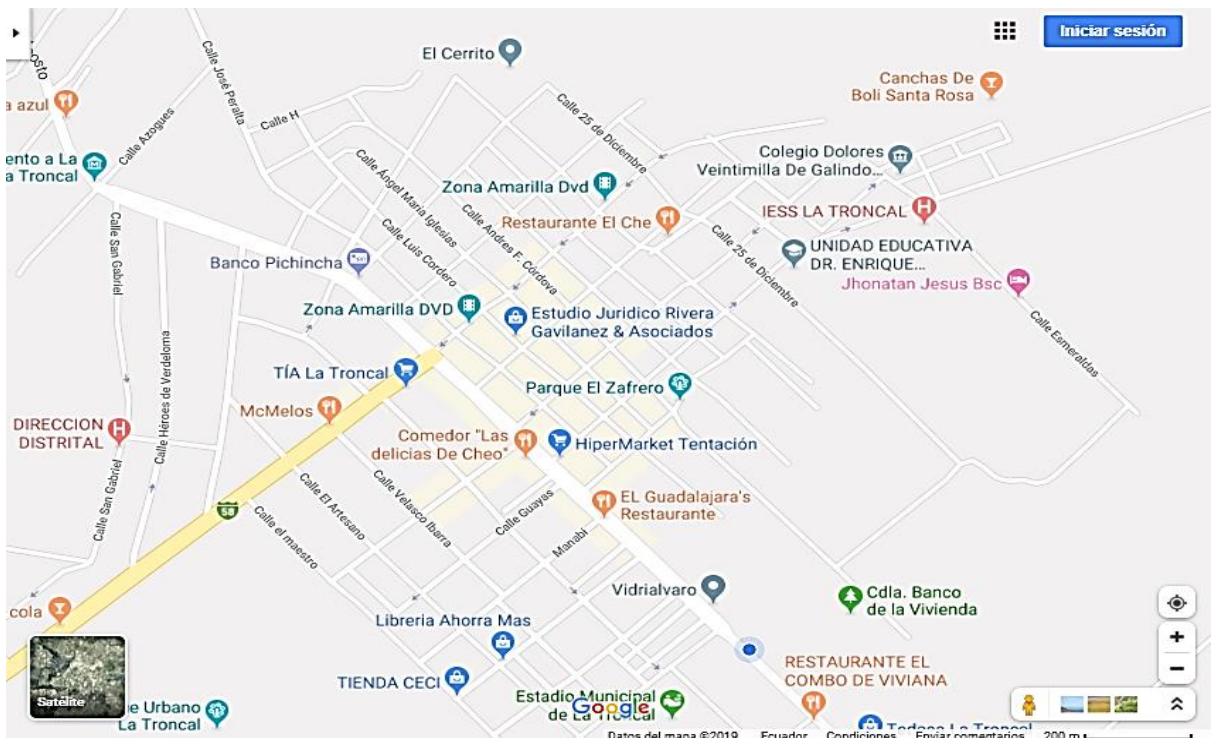 Iniciar sesión
El Cerrito
Canchas De
Boli Santa Rosa
osto
a azul
Calle José Peralta
Calle Azogues
Calle H
Calle 25 de Diciembre
Colegio Dolores
Veintimilla De Galindo...
ento a La
a Troncal
Zona Amarilla Dvd
Calle Ángel Maria Iglesias
Calle Andres F. Córdova
Restaurante El Che
IESS LA TRONCAL
Calle San Gabriel
Calle Luis Cordero
Calle 25 de Diciembre
UNIDAD EDUCATIVA
DR. ENRIQUE...
Banco Pichincha
Jhonatan Jesus Bsc
Zona Amarilla DVD
Estudio Juridico Rivera
Gavilanez & Asociados
Calle Esmeraldas
Calle Héroes de Verdeloma
TÍA La Troncal
Parque El Zafrero
McMelos
DIRECCION
DISTRITAL
Comedor "Las
delicias De Cheo"
HiperMarket Tentación
Calle San Gabriel
Calle El Artesano
Calle Velasco Ibarra
Calle Guayas
EL Guadalajara's
Restaurante
58
Calle el maestro
Manabí
Vidrialvaro
Cdla. Banco
de la Vivienda
cola
Libreria Ahorra Mas
RESTAURANTE EL
COMBO DE VIVIANA
TIENDA CECI
Satélite
Estadio Municipal
de La Troncal
Google
e Urbano
La Troncal
Todaso La Troncal
Datos del mapa ©2019 Ecuador Condiciones Enviar comentarios 200 m